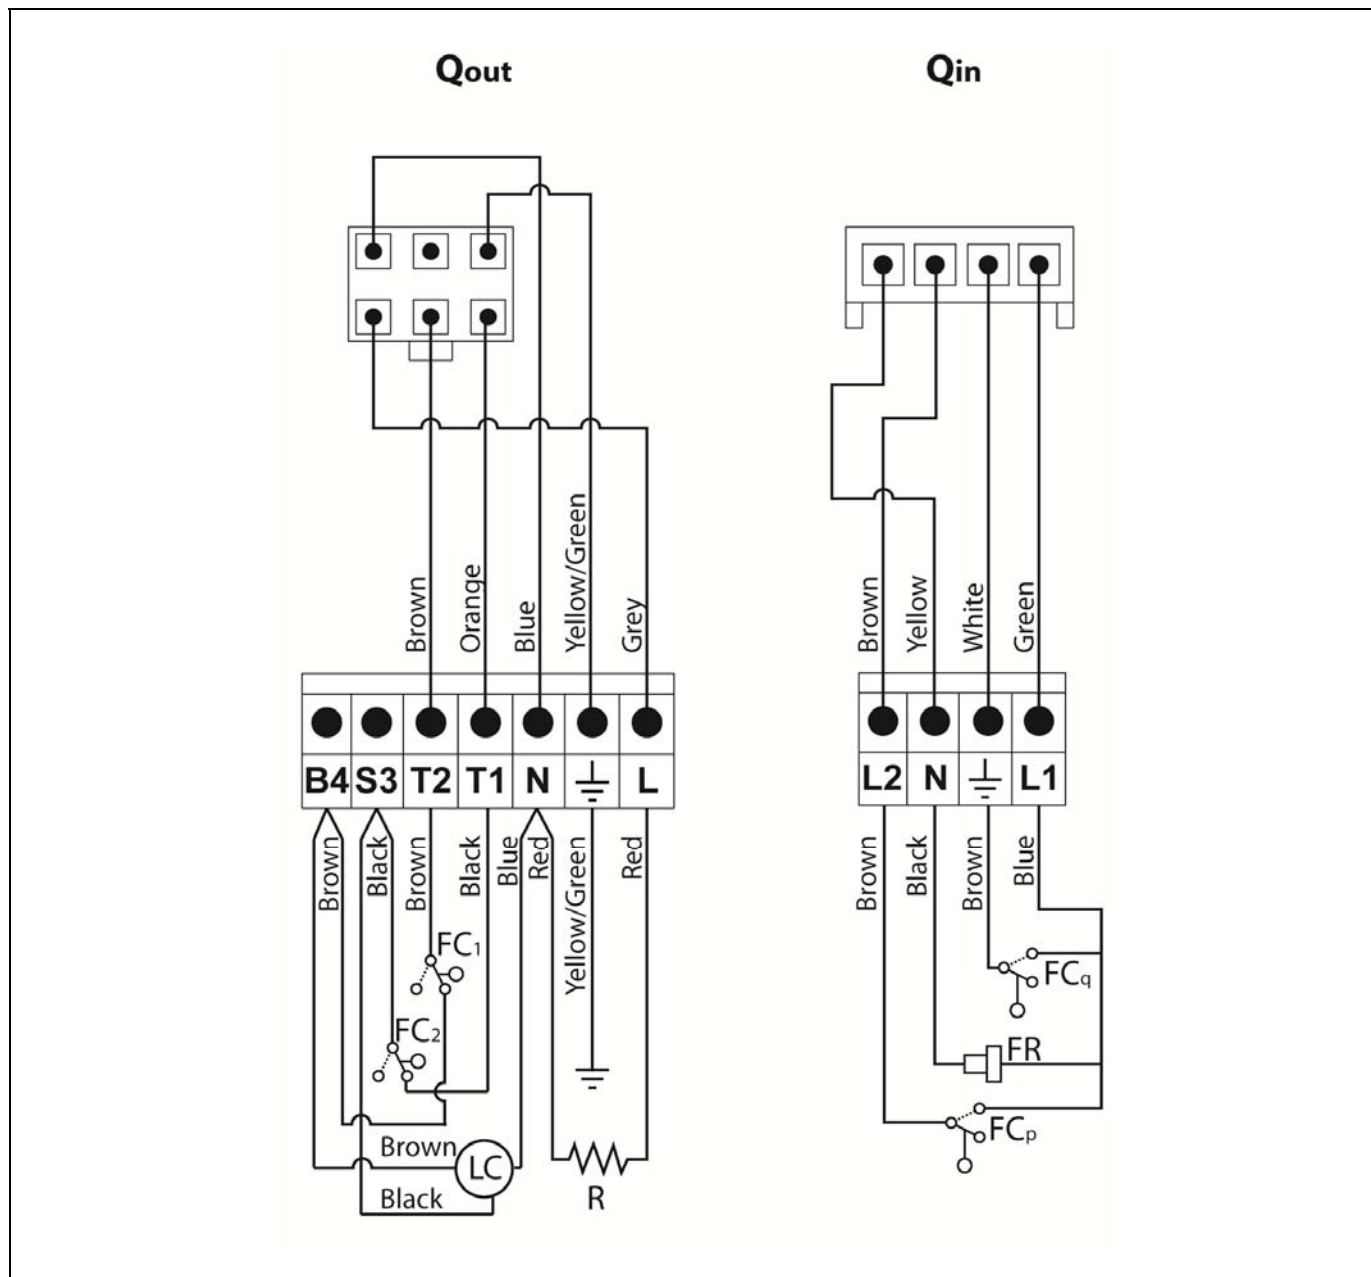 Qout Qin
Brown Orange Blue Yellow/Green Grey
Brown Yellow White Green
B4 S3 T2 T1 N L
L2 N L1
Brown Black Brown Black Blue Red Yellow/Green Red
Brown Black Brown Blue
FC1
FCq
FC2
FR
FCp
Brown
LC
Black
R